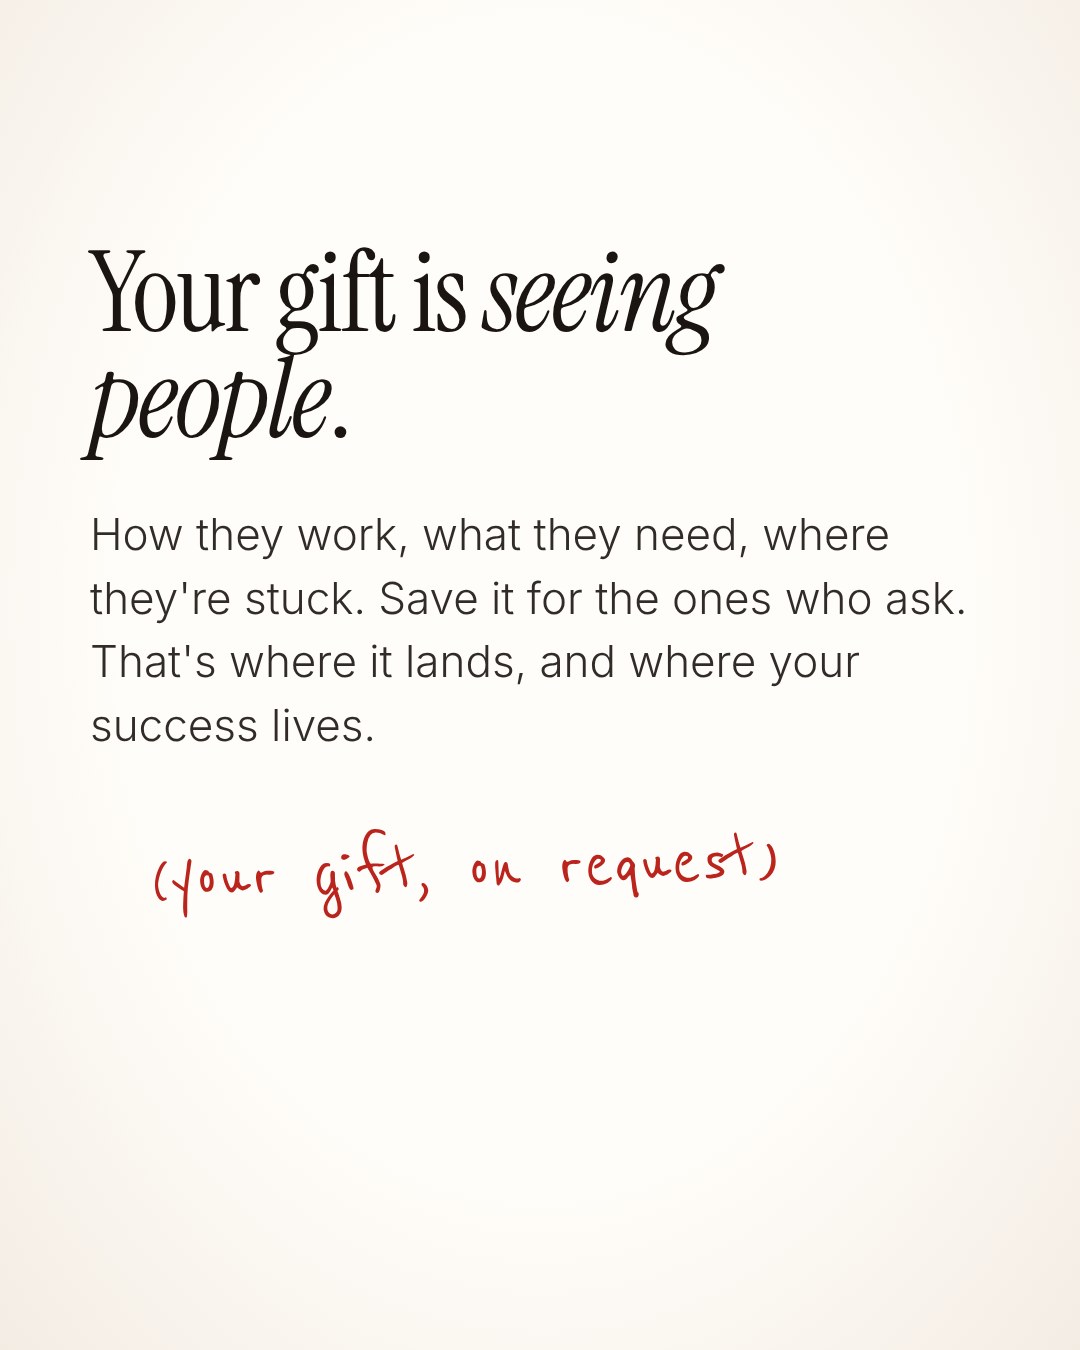 Your gift is seeing
people.
How they work, what they need, where
they're stuck. Save it for the ones who ask.
That's where it lands, and where your
success lives.
(your gift, on request)